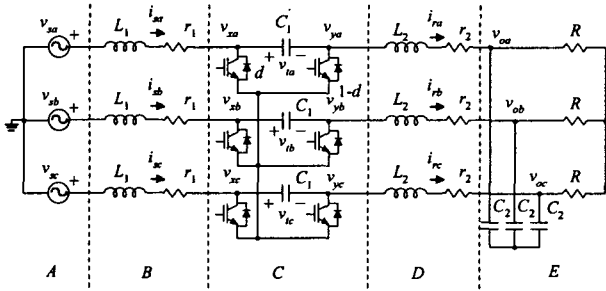 v_sa L_1 i_sa r_1 v_xa C_1 v_ya L_2 i_ra r_2 v_oa R
+ v_ta − d 1-d
v_sb L_1 i_sb r_1 v_xb C_1 v_yb L_2 i_rb r_2 v_ob R
+ v_tb −
v_sc L_1 i_sc r_1 v_xc C_1 v_yc L_2 i_rc r_2 v_oc R
+ v_tc − C_2 C_2 C_2
A B C D E